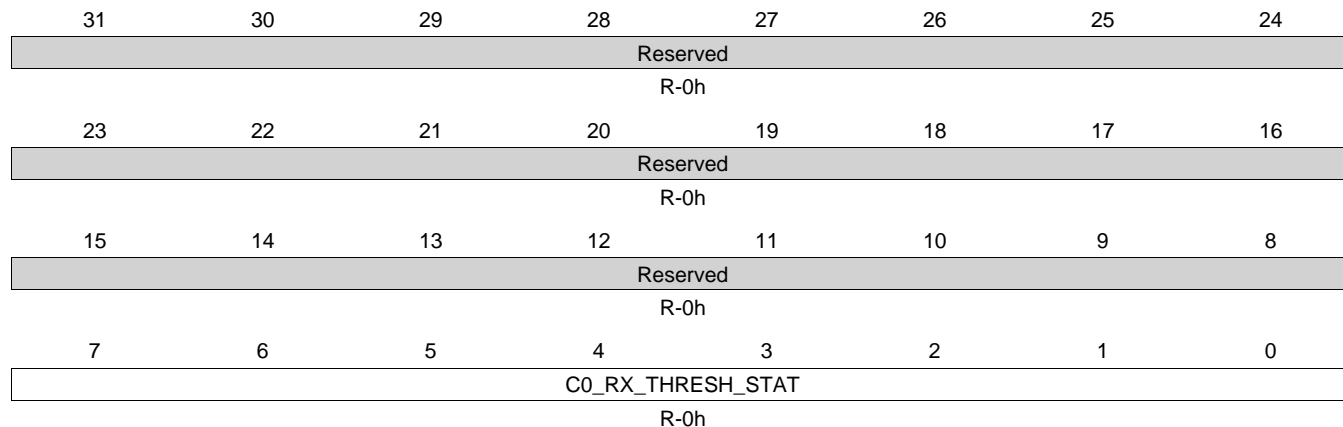 31 30 29 28 27 26 25 24
Reserved
R-0h
23 22 21 20 19 18 17 16
Reserved
R-0h
15 14 13 12 11 10 9 8
Reserved
R-0h
7 6 5 4 3 2 1 0
C0_RX_THRESH_STAT
R-0h